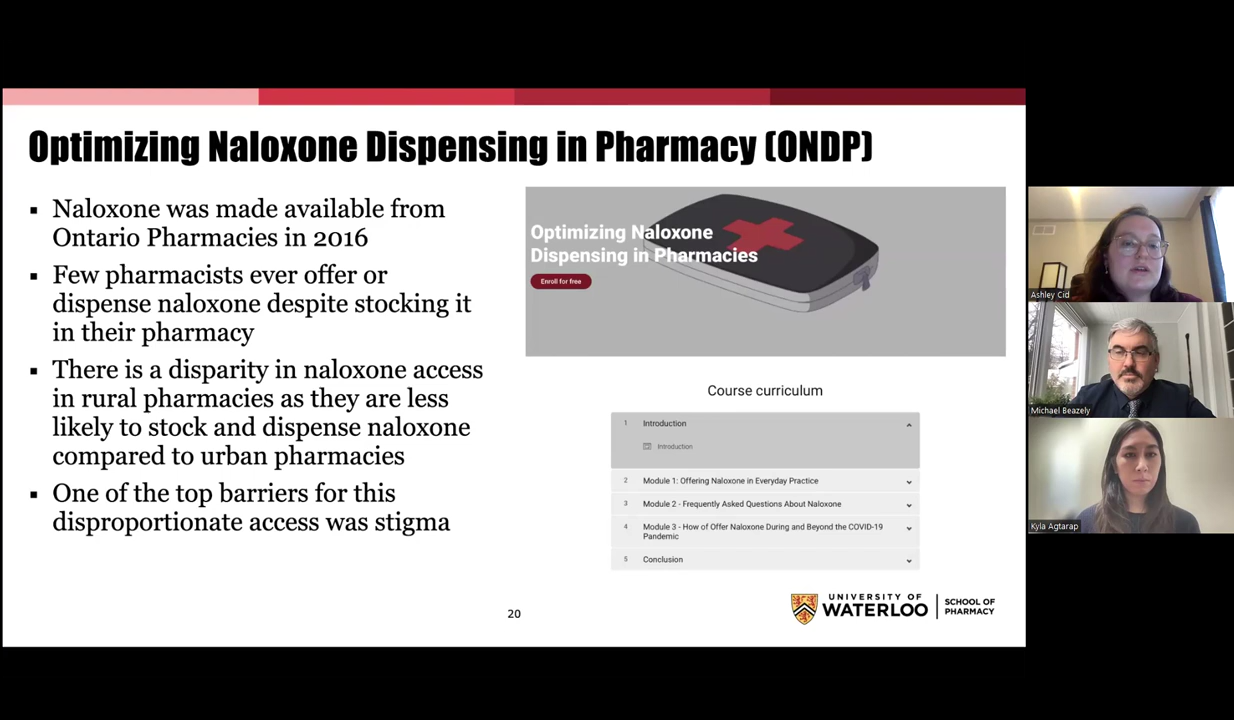 Optimizing Naloxone Dispensing in Pharmacy (ONDP)
▪ Naloxone was made available from
Ontario Pharmacies in 2016
▪ Few pharmacists ever offer or
dispense naloxone despite stocking it
in their pharmacy
▪ There is a disparity in naloxone access
in rural pharmacies as they are less
likely to stock and dispense naloxone
compared to urban pharmacies
▪ One of the top barriers for this
disproportionate access was stigma
Optimizing Naloxone
Dispensing in Pharmacies
Enroll for free
Course curriculum
1 Introduction
Introduction
2 Module 1: Offering Naloxone in Everyday Practice
3 Module 2 - Frequently Asked Questions About Naloxone
4 Module 3 - How of Offer Naloxone During and Beyond the COVID-19
Pandemic
5 Conclusion
20
UNIVERSITY OF
WATERLOO
SCHOOL OF
PHARMACY
Ashley Cid
Michael Beazely
Kyla Agtarap